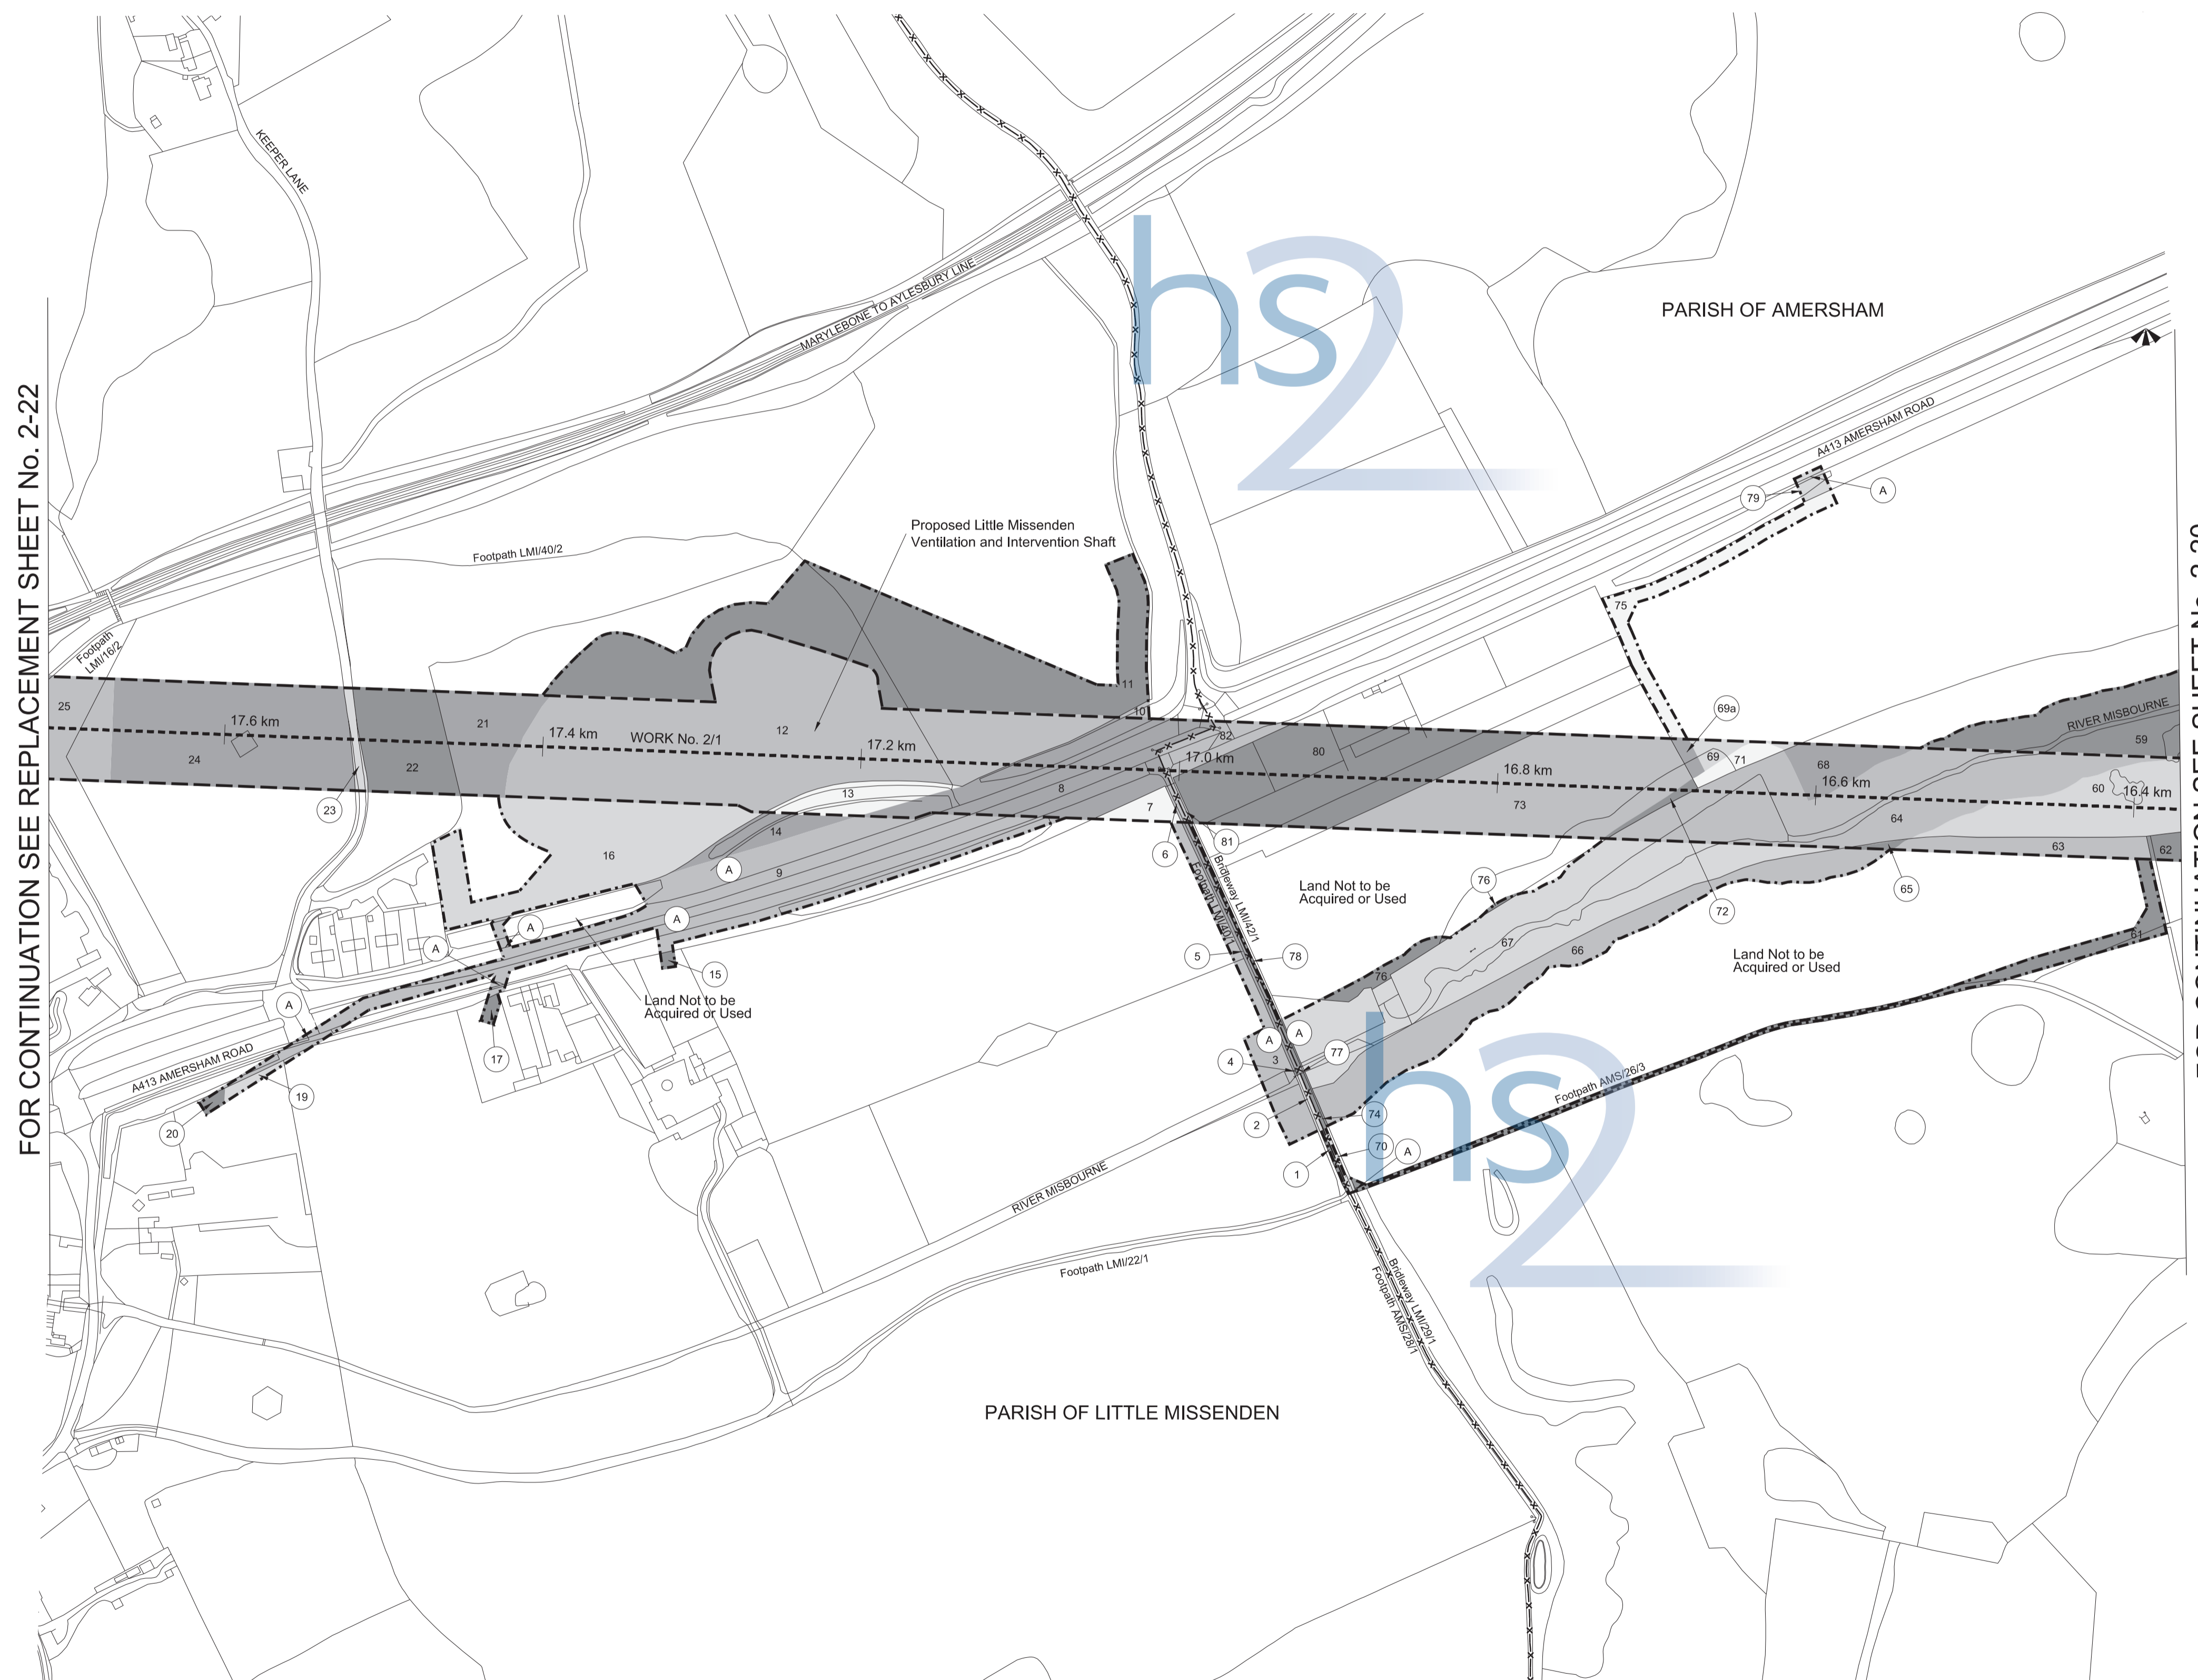 FOR CONTINUATION SEE REPLACEMENT SHEET No. 2-22
KEEPER LANE
MARYLEBONE TO AYLESBURY LINE
hs2
PARISH OF AMERSHAM
A413 AMERSHAM ROAD
79
A
Proposed Little Missenden
Ventilation and Intervention Shaft
Footpath LMI/40/2
Footpath
LMI/16/2
75
11
10
25
17.6 km
21
17.4 km
WORK No. 2/1
12
17.2 km
82
17.0 km
80
16.8 km
69a
69
71
68
16.6 km
RIVER MISBOURNE
59
60
16.4 km
24
22
23
13
8
7
73
64
14
16
9
A
6
81
63
62
65
72
Land Not to be
Acquired or Used
76
Footpath LMI/40/1
Bridleway LMI/42/1
A
A
A
15
Land Not to be
Acquired or Used
17
5
78
67
66
76
Land Not to be
Acquired or Used
61
A
A413 AMERSHAM ROAD
19
20
A
A
4
3
77
hs2
2
74
1
70
A
Footpath AMS/26/3
RIVER MISBOURNE
Footpath LMI/22/1
Bridleway LMI/29/1
Footpath AMS/28/1
PARISH OF LITTLE MISSENDEN